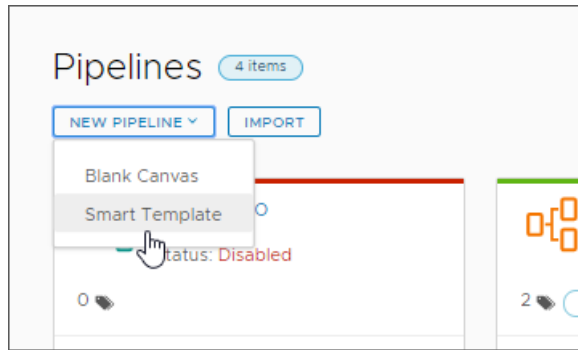 Pipelines 4 items
NEW PIPELINE IMPORT
Blank Canvas
Smart Template
Status: Disabled
0
2